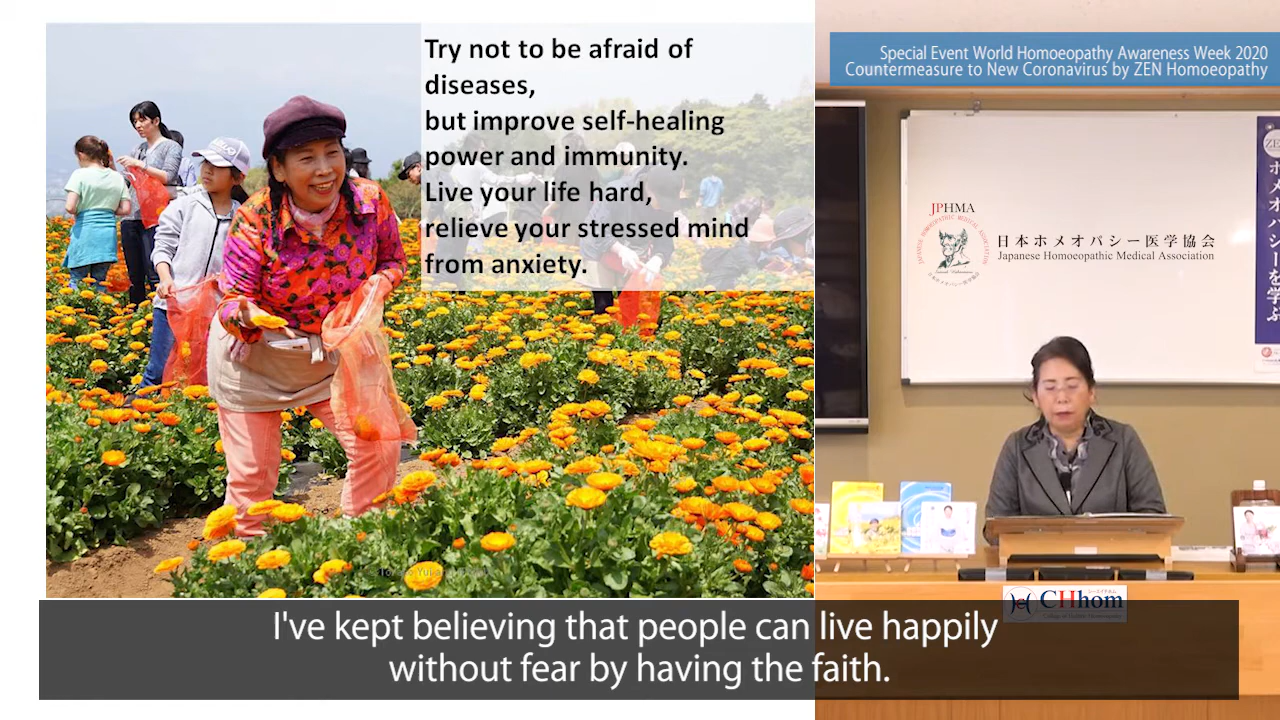 Try not to be afraid of
diseases,
but improve self-healing
power and immunity.
Live your life hard,
relieve your stressed mind
from anxiety.
Special Event World Homoeopathy Awareness Week 2020
Countermeasure to New Coronavirus by ZEN Homoeopathy
JPHMA
日本ホメオパシー医学協会
Japanese Homoeopathic Medical Association
ZEN
ホメオパシーを学ぶ
CHhom
I've kept believing that people can live happily
without fear by having the faith.